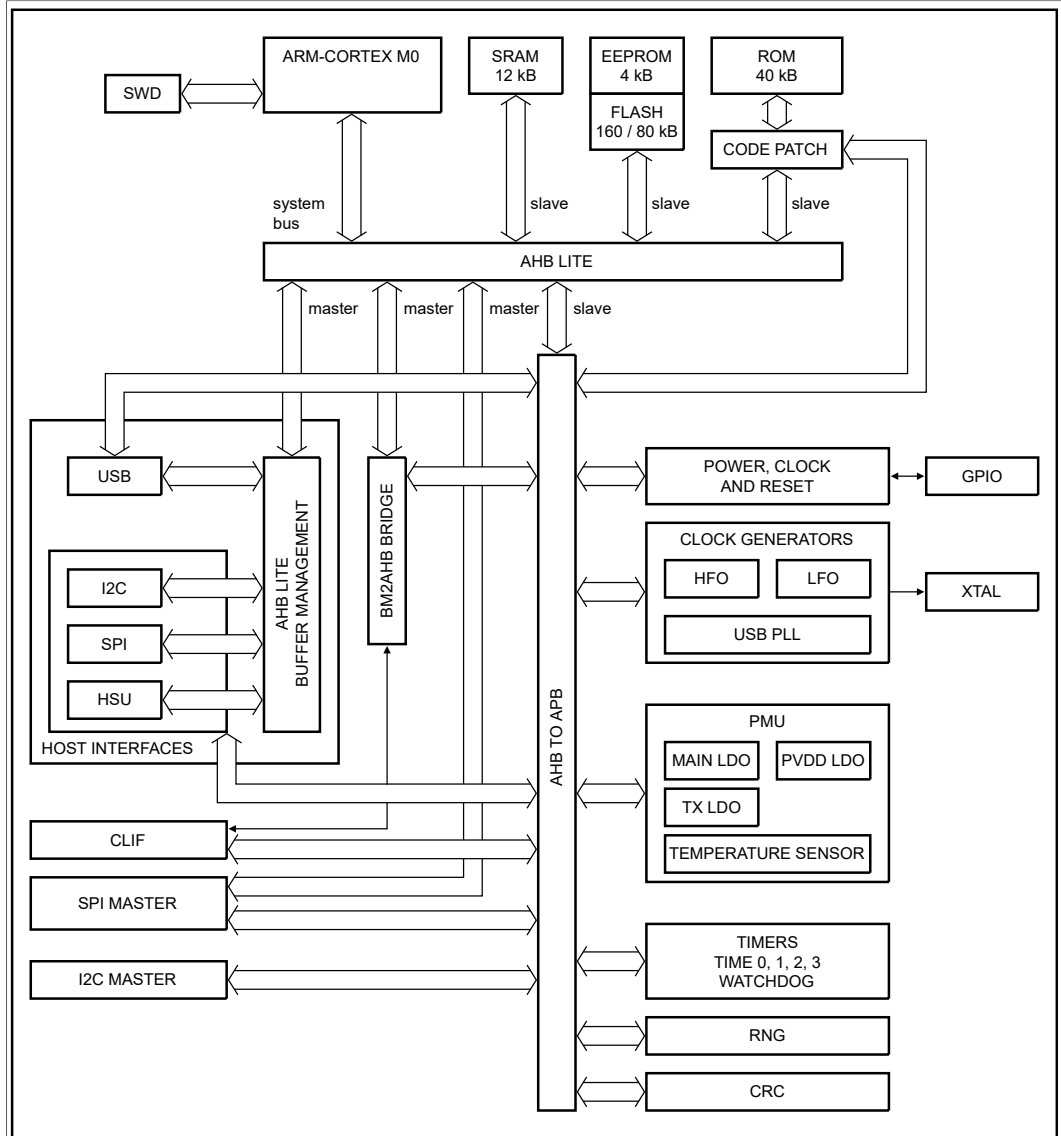 ARM-CORTEX M0
SRAM
12 kB
EEPROM
4 kB
ROM
40 kB
SWD
FLASH
160 / 80 kB
CODE PATCH
system
bus
slave
slave
slave
AHB LITE
master
master
master
slave
USB
AHB LITE
BUFFER MANAGEMENT
BM2AHB BRIDGE
POWER, CLOCK
AND RESET
GPIO
CLOCK GENERATORS
HFO
LFO
XTAL
USB PLL
I2C
SPI
HSU
HOST INTERFACES
AHB TO APB
PMU
MAIN LDO
PVDD LDO
TX LDO
TEMPERATURE SENSOR
CLIF
SPI MASTER
I2C MASTER
TIMERS
TIME 0, 1, 2, 3
WATCHDOG
RNG
CRC